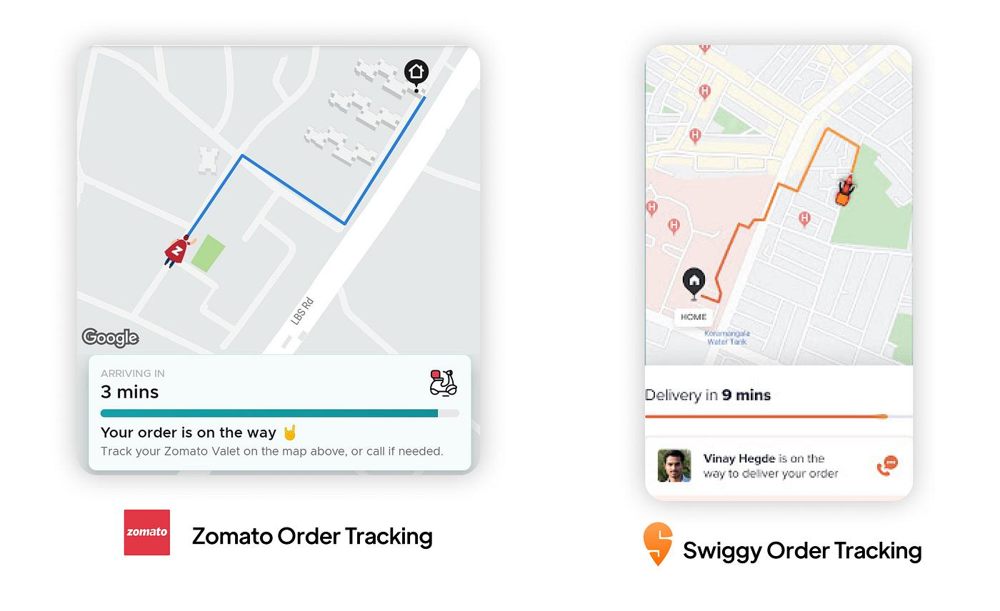 LBS Rd
Google
ARRIVING IN
3 mins
Your order is on the way 🤘
Track your Zomato Valet on the map above, or call if needed.
zomato
Zomato Order Tracking
H
H
H
H
H
H
HOME
Koramangala
Water Tank
Delivery in 9 mins
Vinay Hegde is on the
way to deliver your order
Swiggy Order Tracking